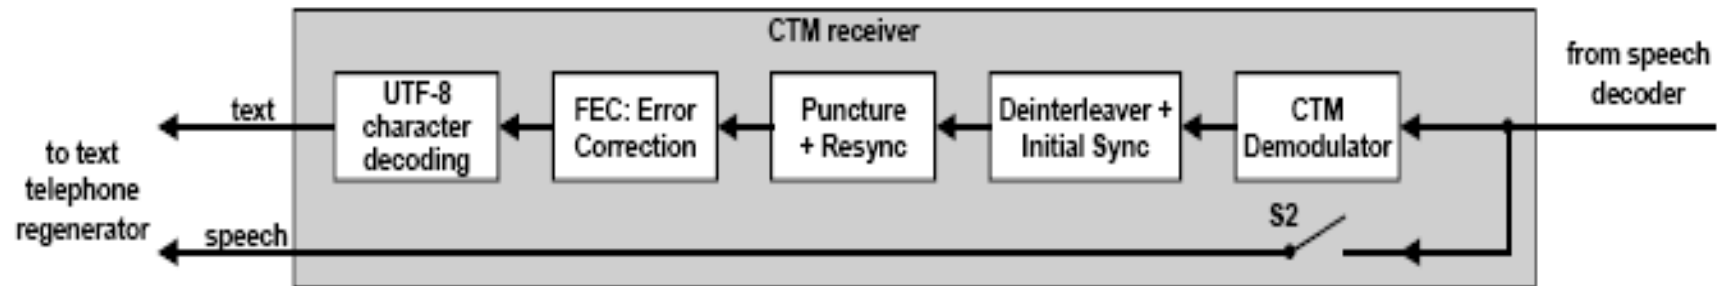 CTM receiver
from speech
decoder
UTF-8
character
decoding
FEC: Error
Correction
Puncture
+ Resync
Deinterleaver +
Initial Sync
CTM
Demodulator
text
to text
telephone
regenerator
speech
S2